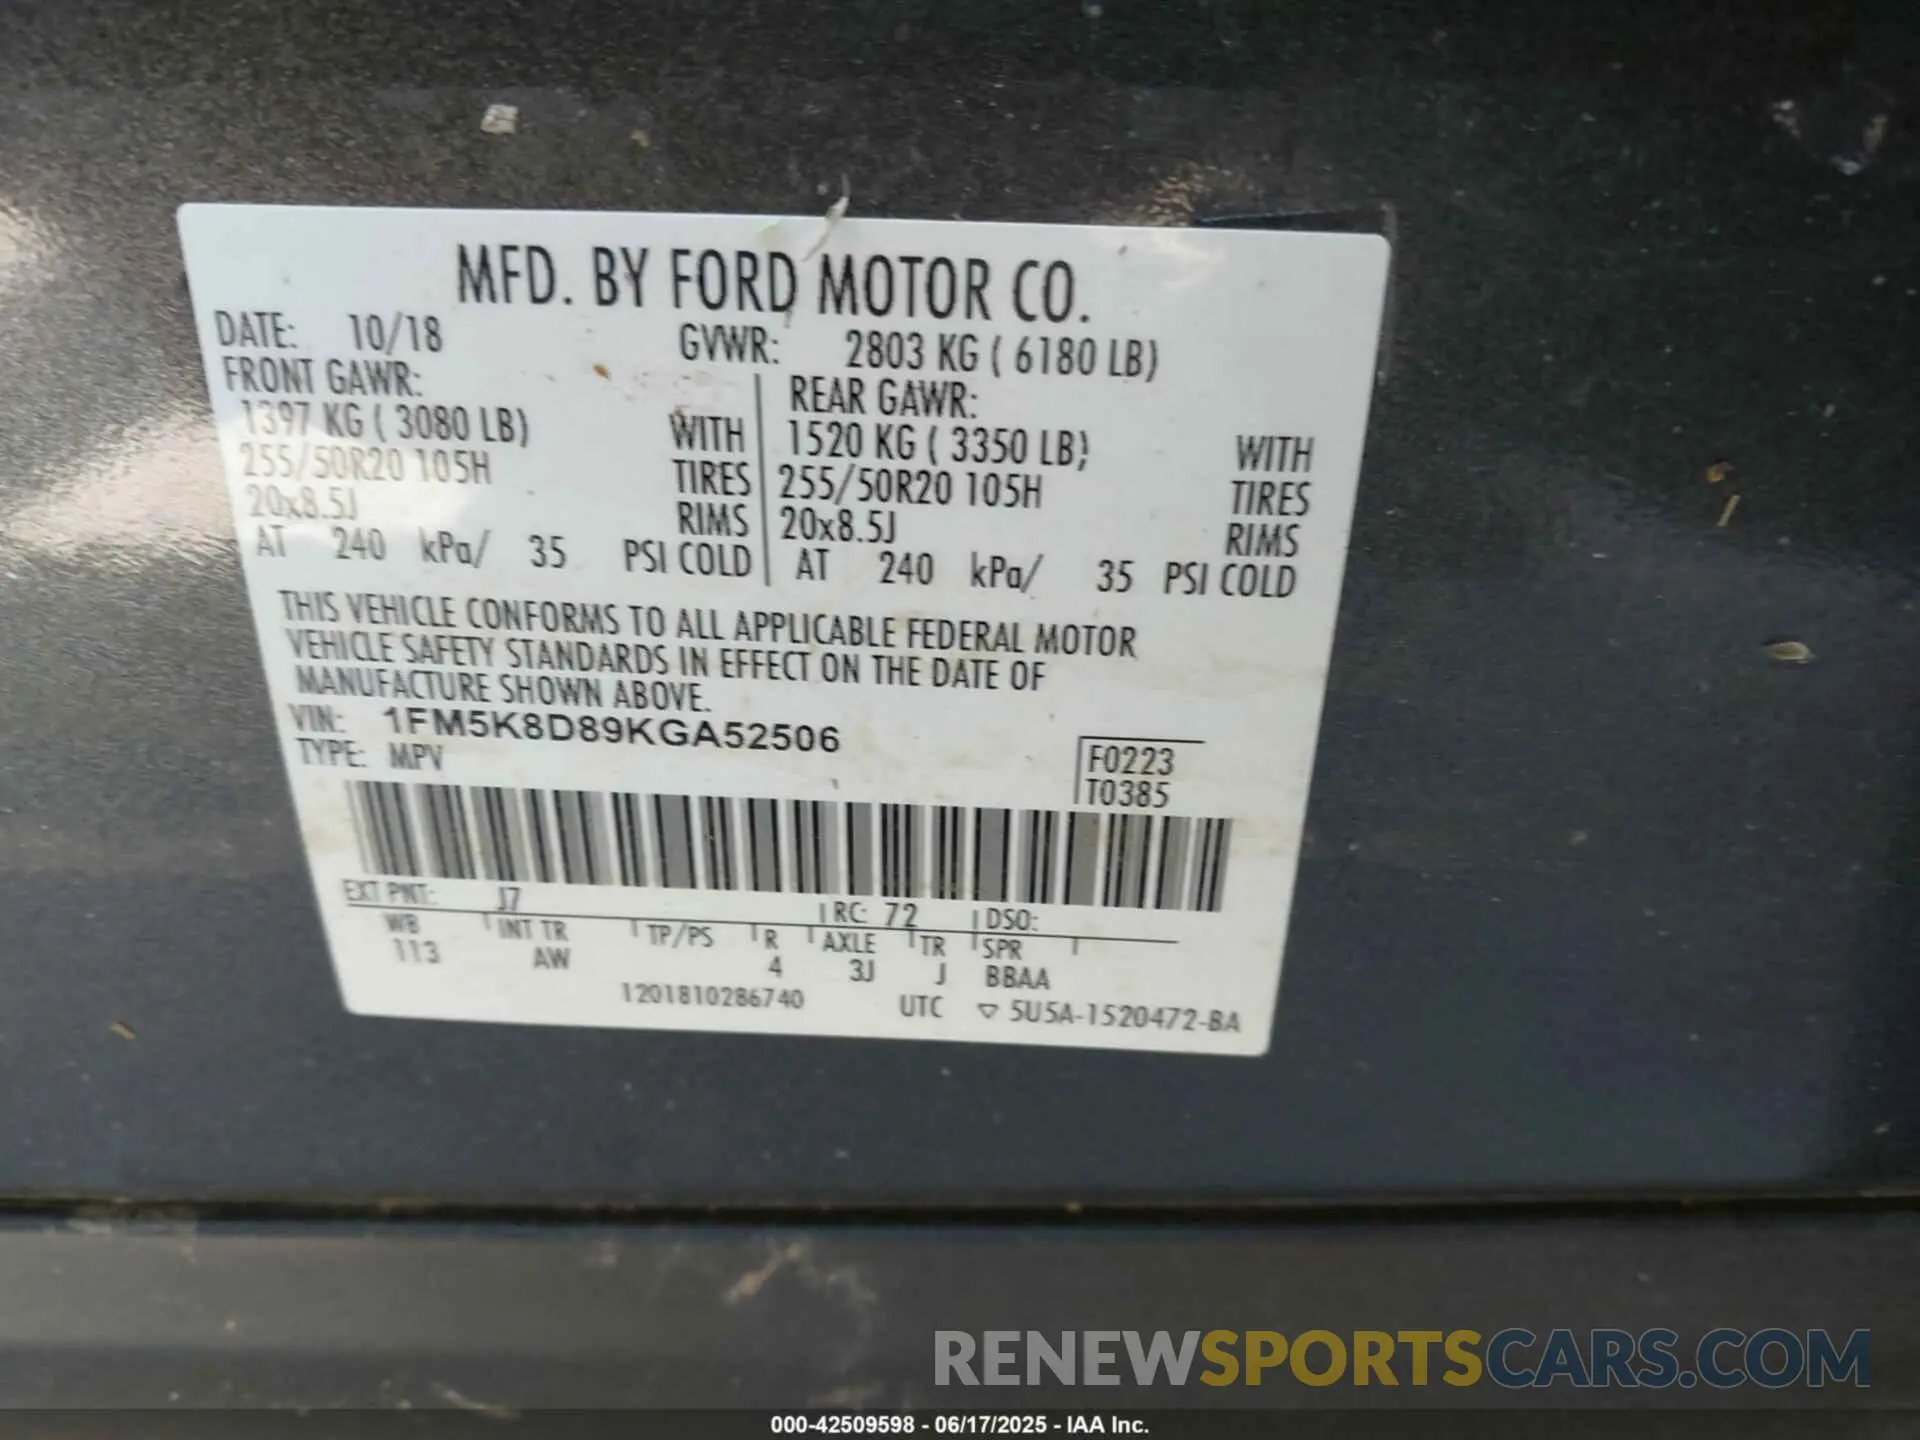 MFD. BY FORD MOTOR CO.
DATE: 10/18 GVWR: 2803 KG ( 6180 LB)
FRONT GAWR: REAR GAWR:
1397 KG ( 3080 LB) WITH 1520 KG ( 3350 LB) WITH
255/50R20 105H TIRES 255/50R20 105H TIRES
20x8.5J RIMS 20x8.5J RIMS
AT 240 kPa/ 35 PSI COLD AT 240 kPa/ 35 PSI COLD
THIS VEHICLE CONFORMS TO ALL APPLICABLE FEDERAL MOTOR
VEHICLE SAFETY STANDARDS IN EFFECT ON THE DATE OF
MANUFACTURE SHOWN ABOVE.
VIN: 1FM5K8D89KGA52506
TYPE: MPV
F0223
T0385
EXT PNT: J7 RC: 72 DSO:
WB INT TR TP/PS R AXLE TR SPR
113 AW 4 3J J BBAA
1201810286740 UTC ▽ 5U5A-1520472-BA
RENEWSPORTSCARS.COM
000-42509598 - 06/17/2025 - IAA Inc.